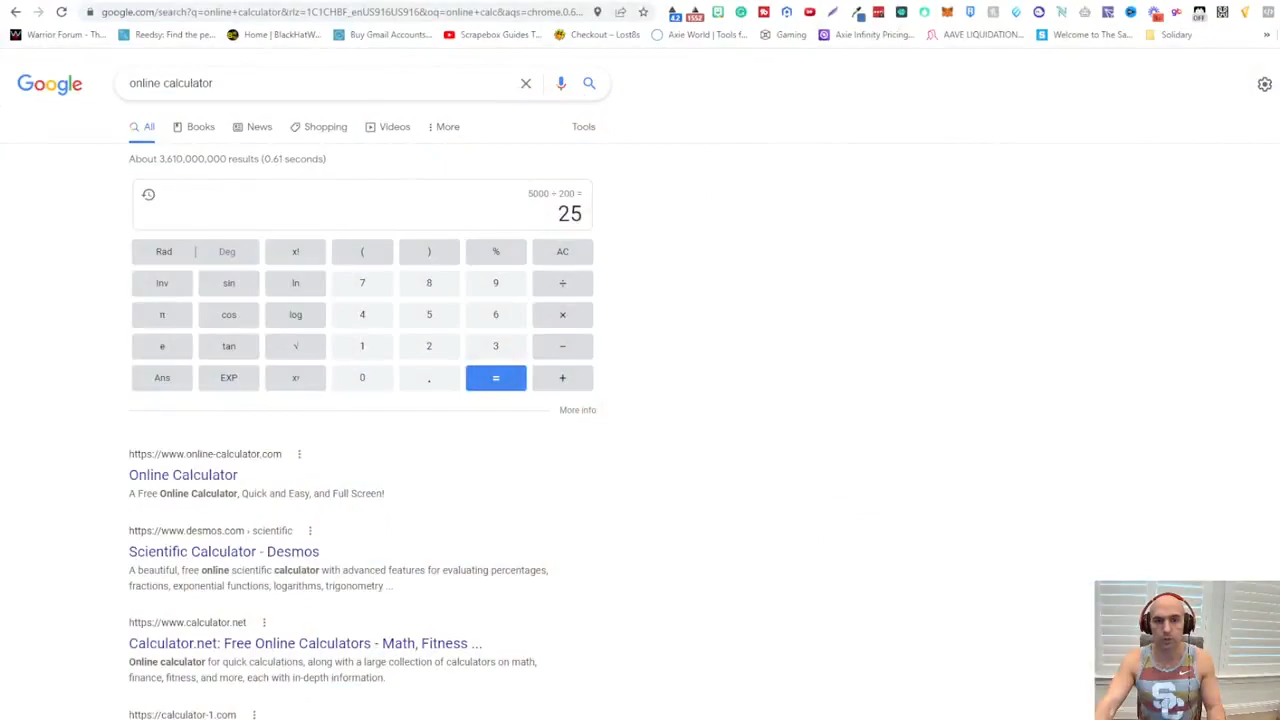 google.com/search?q=online+calculator&rlz=1C1CHBF_enUS916US916&oq=online+calc&aqs=chrome.0.6...
4.2
1552
OFF
Warrior Forum - Th...
Reedsy: Find the pe...
Home | BlackHatW...
Buy Gmail Accounts...
Scrapebox Guides T...
Checkout – Lost8s
Axie World | Tools f...
Gaming
Axie Infinity Pricing...
AAVE LIQUIDATION...
Welcome to The Sa...
Solidary
»
Google
online calculator
All
Books
News
Shopping
Videos
More
Tools
About 3,610,000,000 results (0.61 seconds)
5000 ÷ 200 =
25
Rad | Deg x! ( ) % AC
Inv sin ln 7 8 9 ÷
π cos log 4 5 6 ×
e tan √ 1 2 3 −
Ans EXP xʸ 0 . = +
More info
https://www.online-calculator.com
Online Calculator
A Free Online Calculator, Quick and Easy, and Full Screen!
https://www.desmos.com › scientific
Scientific Calculator - Desmos
A beautiful, free online scientific calculator with advanced features for evaluating percentages,
fractions, exponential functions, logarithms, trigonometry ...
https://www.calculator.net
Calculator.net: Free Online Calculators - Math, Fitness ...
Online calculator for quick calculations, along with a large collection of calculators on math,
finance, fitness, and more, each with in-depth information.
https://calculator-1.com
SC